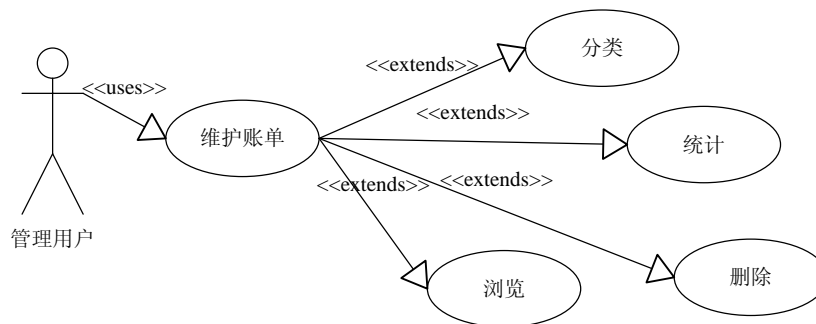 分类
<<extends>>
<<uses>>
<<extends>>
维护账单
统计
<<extends>>
<<extends>>
管理用户
浏览
删除